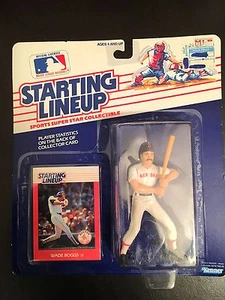 AGES 4 AND UP
STARTING
LINEUP
SPORTS SUPER STAR COLLECTIBLE
PLAYER STATISTICS
ON THE BACK OF
COLLECTOR CARD
STARTING
LINEUP
RED SOX
WADE BOGGS
Kenner